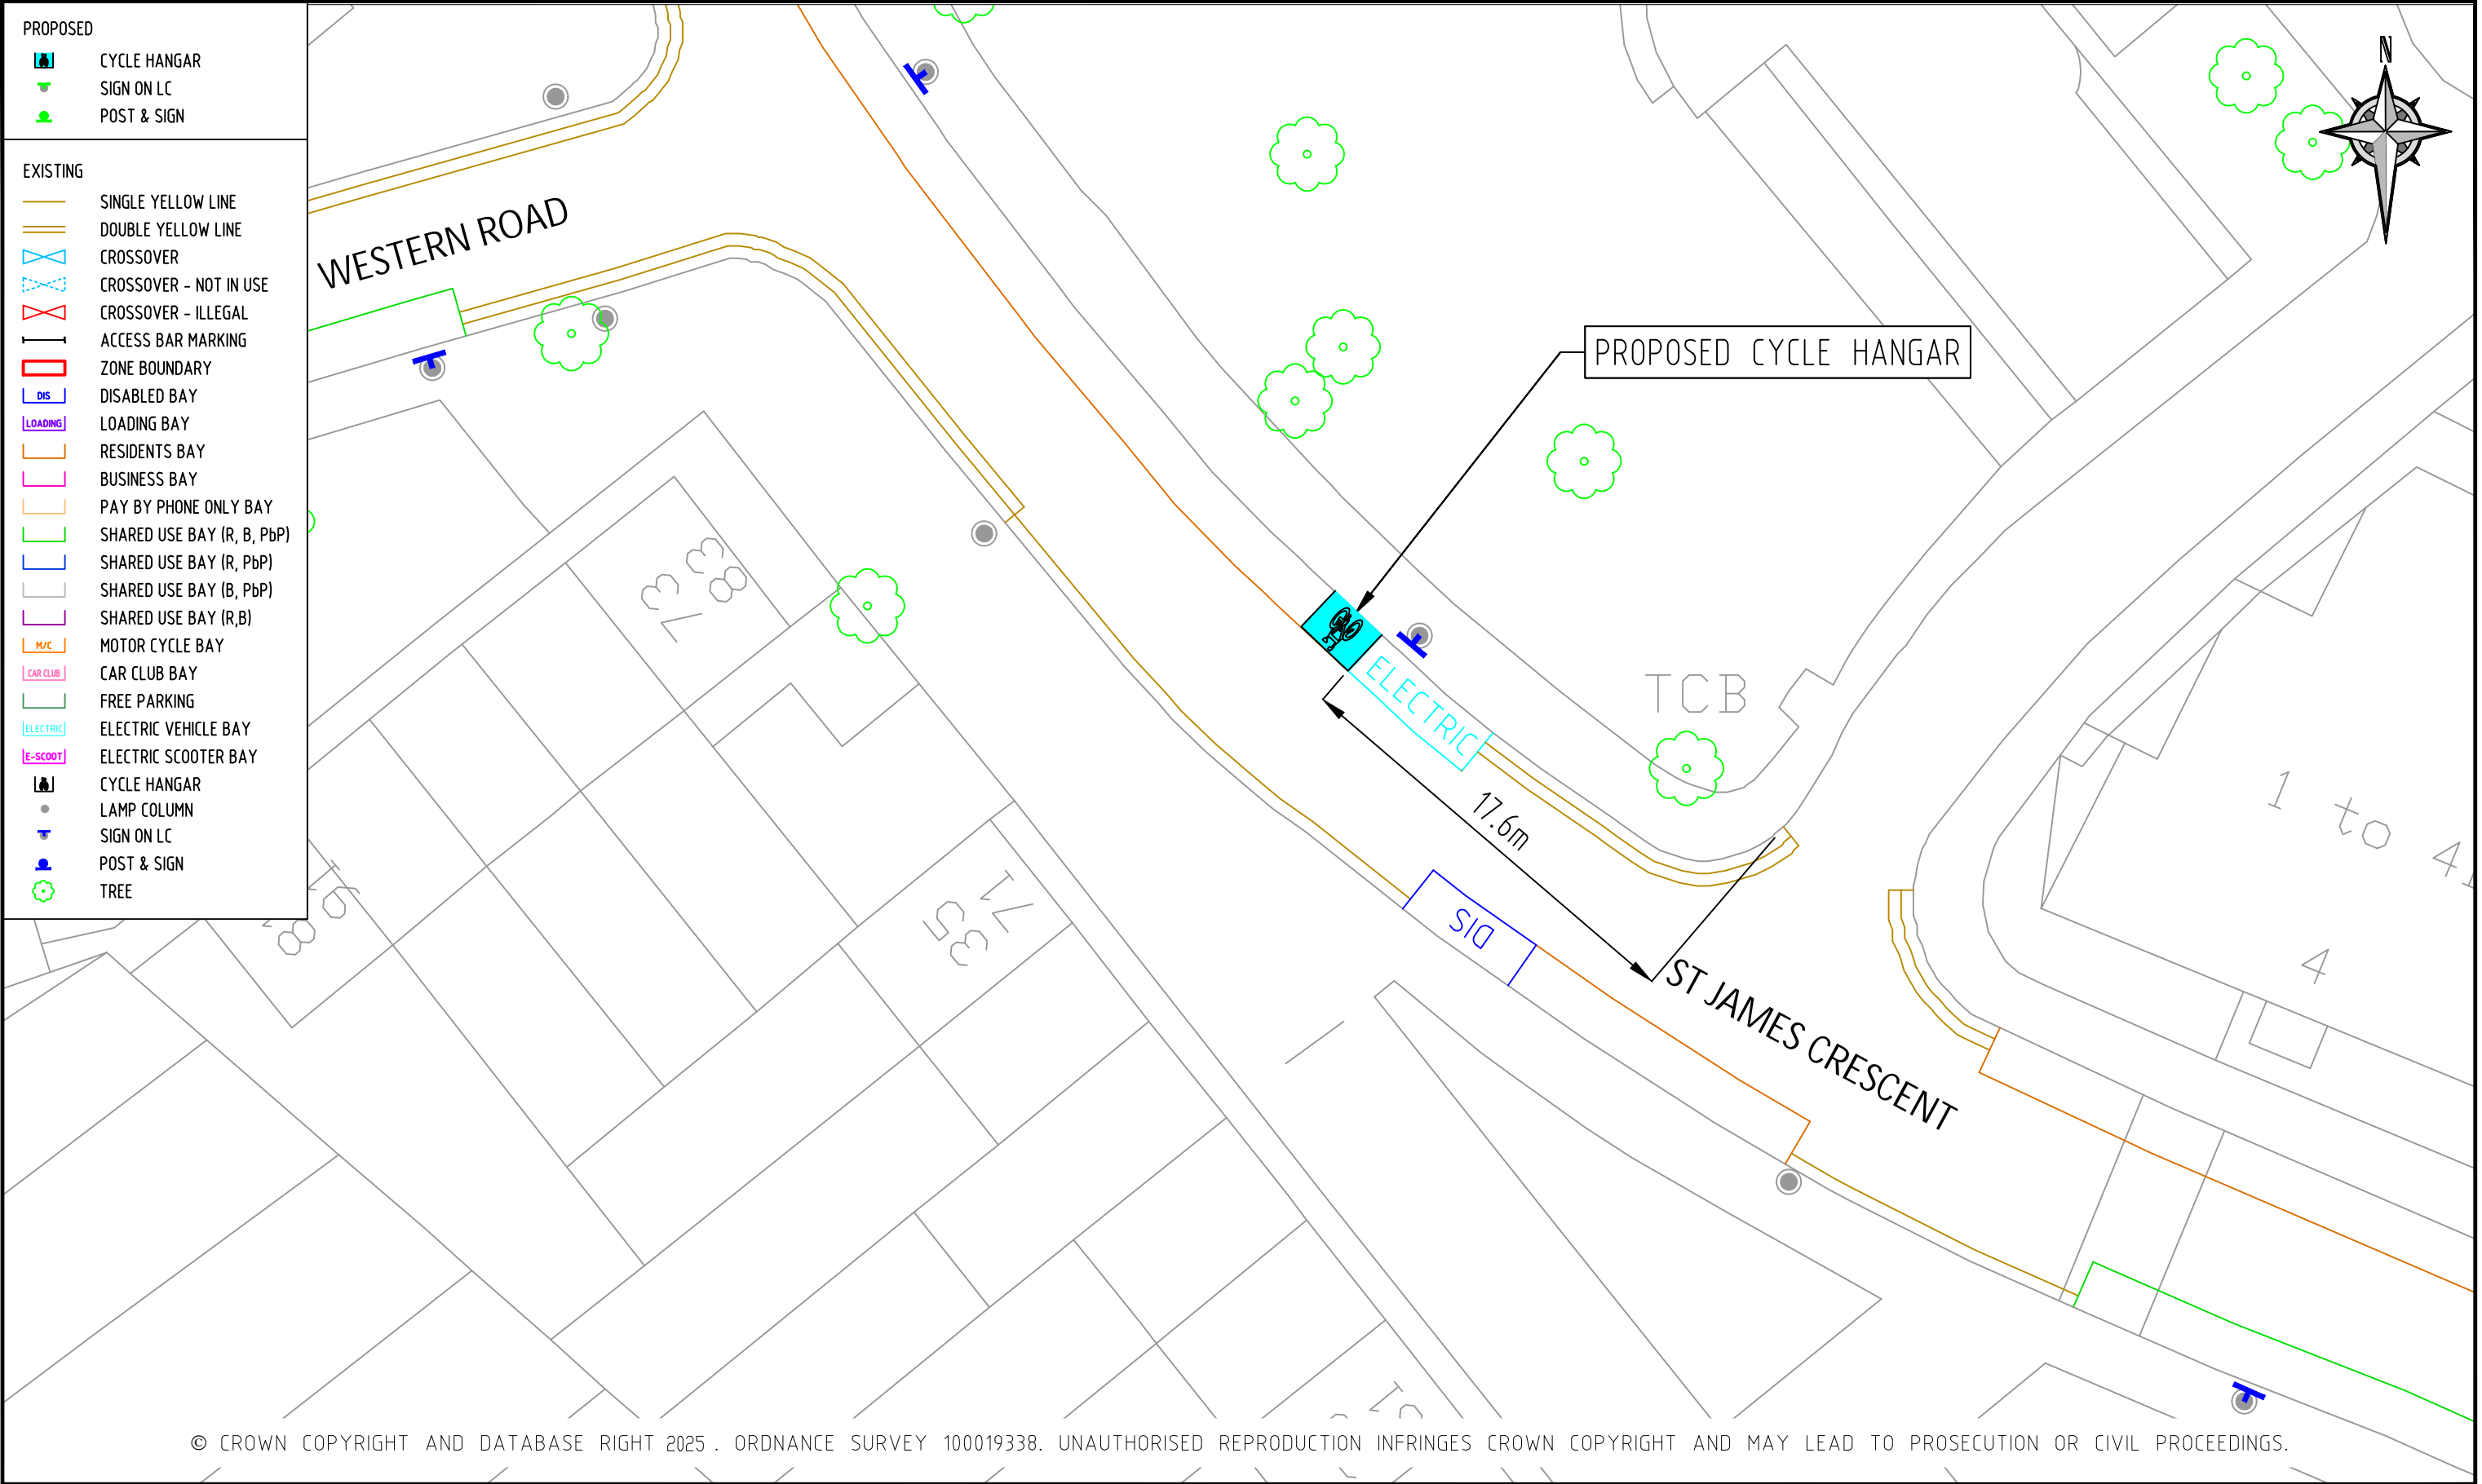 PROPOSED
CYCLE HANGAR
SIGN ON LC
POST & SIGN
EXISTING
SINGLE YELLOW LINE
DOUBLE YELLOW LINE
CROSSOVER
CROSSOVER - NOT IN USE
CROSSOVER - ILLEGAL
ACCESS BAR MARKING
ZONE BOUNDARY
DIS DISABLED BAY
LOADING LOADING BAY
RESIDENTS BAY
BUSINESS BAY
PAY BY PHONE ONLY BAY
SHARED USE BAY (R, B, PbP)
SHARED USE BAY (R, PbP)
SHARED USE BAY (B, PbP)
SHARED USE BAY (R,B)
M/C MOTOR CYCLE BAY
CAR CLUB CAR CLUB BAY
FREE PARKING
ELECTRIC ELECTRIC VEHICLE BAY
E-SCOOT ELECTRIC SCOOTER BAY
CYCLE HANGAR
LAMP COLUMN
SIGN ON LC
POST & SIGN
TREE
N
WESTERN ROAD
PROPOSED CYCLE HANGAR
ELECTRIC
TCB
17.6m
DIS
ST JAMES CRESCENT
1 to 41
4
© CROWN COPYRIGHT AND DATABASE RIGHT 2025 . ORDNANCE SURVEY 100019338. UNAUTHORISED REPRODUCTION INFRINGES CROWN COPYRIGHT AND MAY LEAD TO PROSECUTION OR CIVIL PROCEEDINGS.